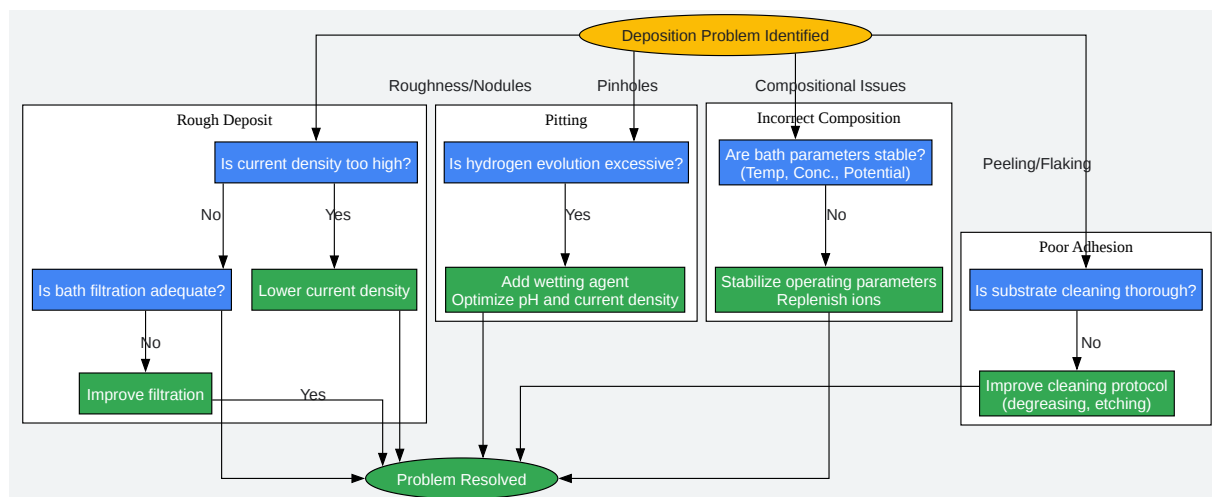 Deposition Problem Identified
Roughness/Nodules
Pinholes
Compositional Issues
Peeling/Flaking
Rough Deposit
Is current density too high?
No
Yes
Is bath filtration adequate?
Lower current density
No
Improve filtration
Yes
Pitting
Is hydrogen evolution excessive?
Yes
Add wetting agent
Optimize pH and current density
Incorrect Composition
Are bath parameters stable?
(Temp, Conc., Potential)
No
Stabilize operating parameters
Replenish ions
Poor Adhesion
Is substrate cleaning thorough?
No
Improve cleaning protocol
(degreasing, etching)
Problem Resolved